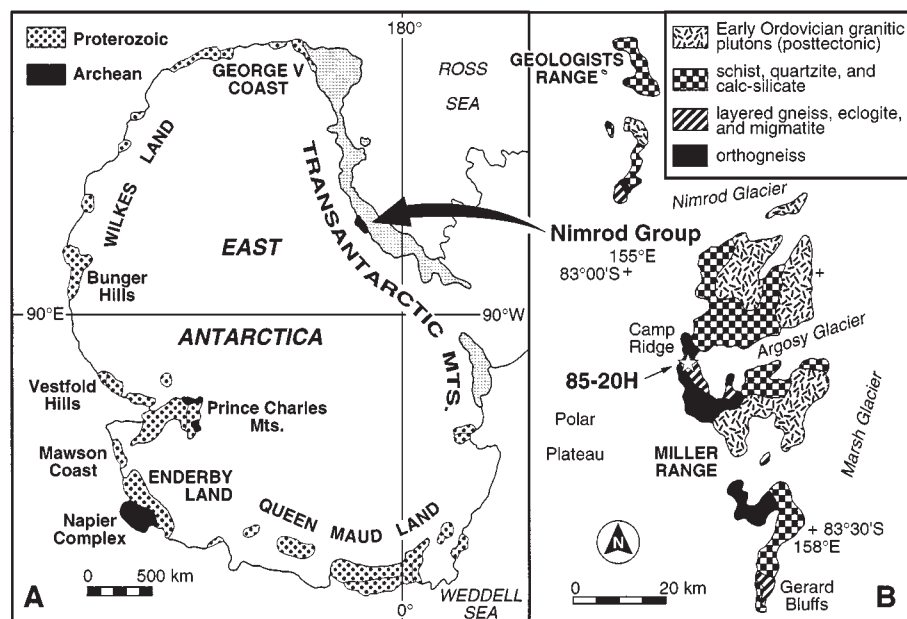 Proterozoic
Archean
180°
GEORGE V
COAST
ROSS
SEA
WILKES LAND
TRANSANTARCTIC MTS.
EAST
Bunger
Hills
90°E
90°W
ANTARCTICA
Vestfold
Hills
Prince Charles
Mts.
Mawson
Coast
ENDERBY
LAND
Napier
Complex
QUEEN MAUD LAND
0 500 km
A
0°
WEDDELL
SEA
Early Ordovician granitic
plutons (posttectonic)
schist, quartzite, and
calc-silicate
layered gneiss, eclogite,
and migmatite
orthogneiss
GEOLOGISTS
RANGE
Nimrod Glacier
Nimrod Group
155°E
83°00'S +
+
Camp
Ridge
Argosy Glacier
85-20H
Polar
Plateau
Marsh Glacier
MILLER
RANGE
+ 83°30'S
158°E
N
0 20 km
Gerard
Bluffs
B